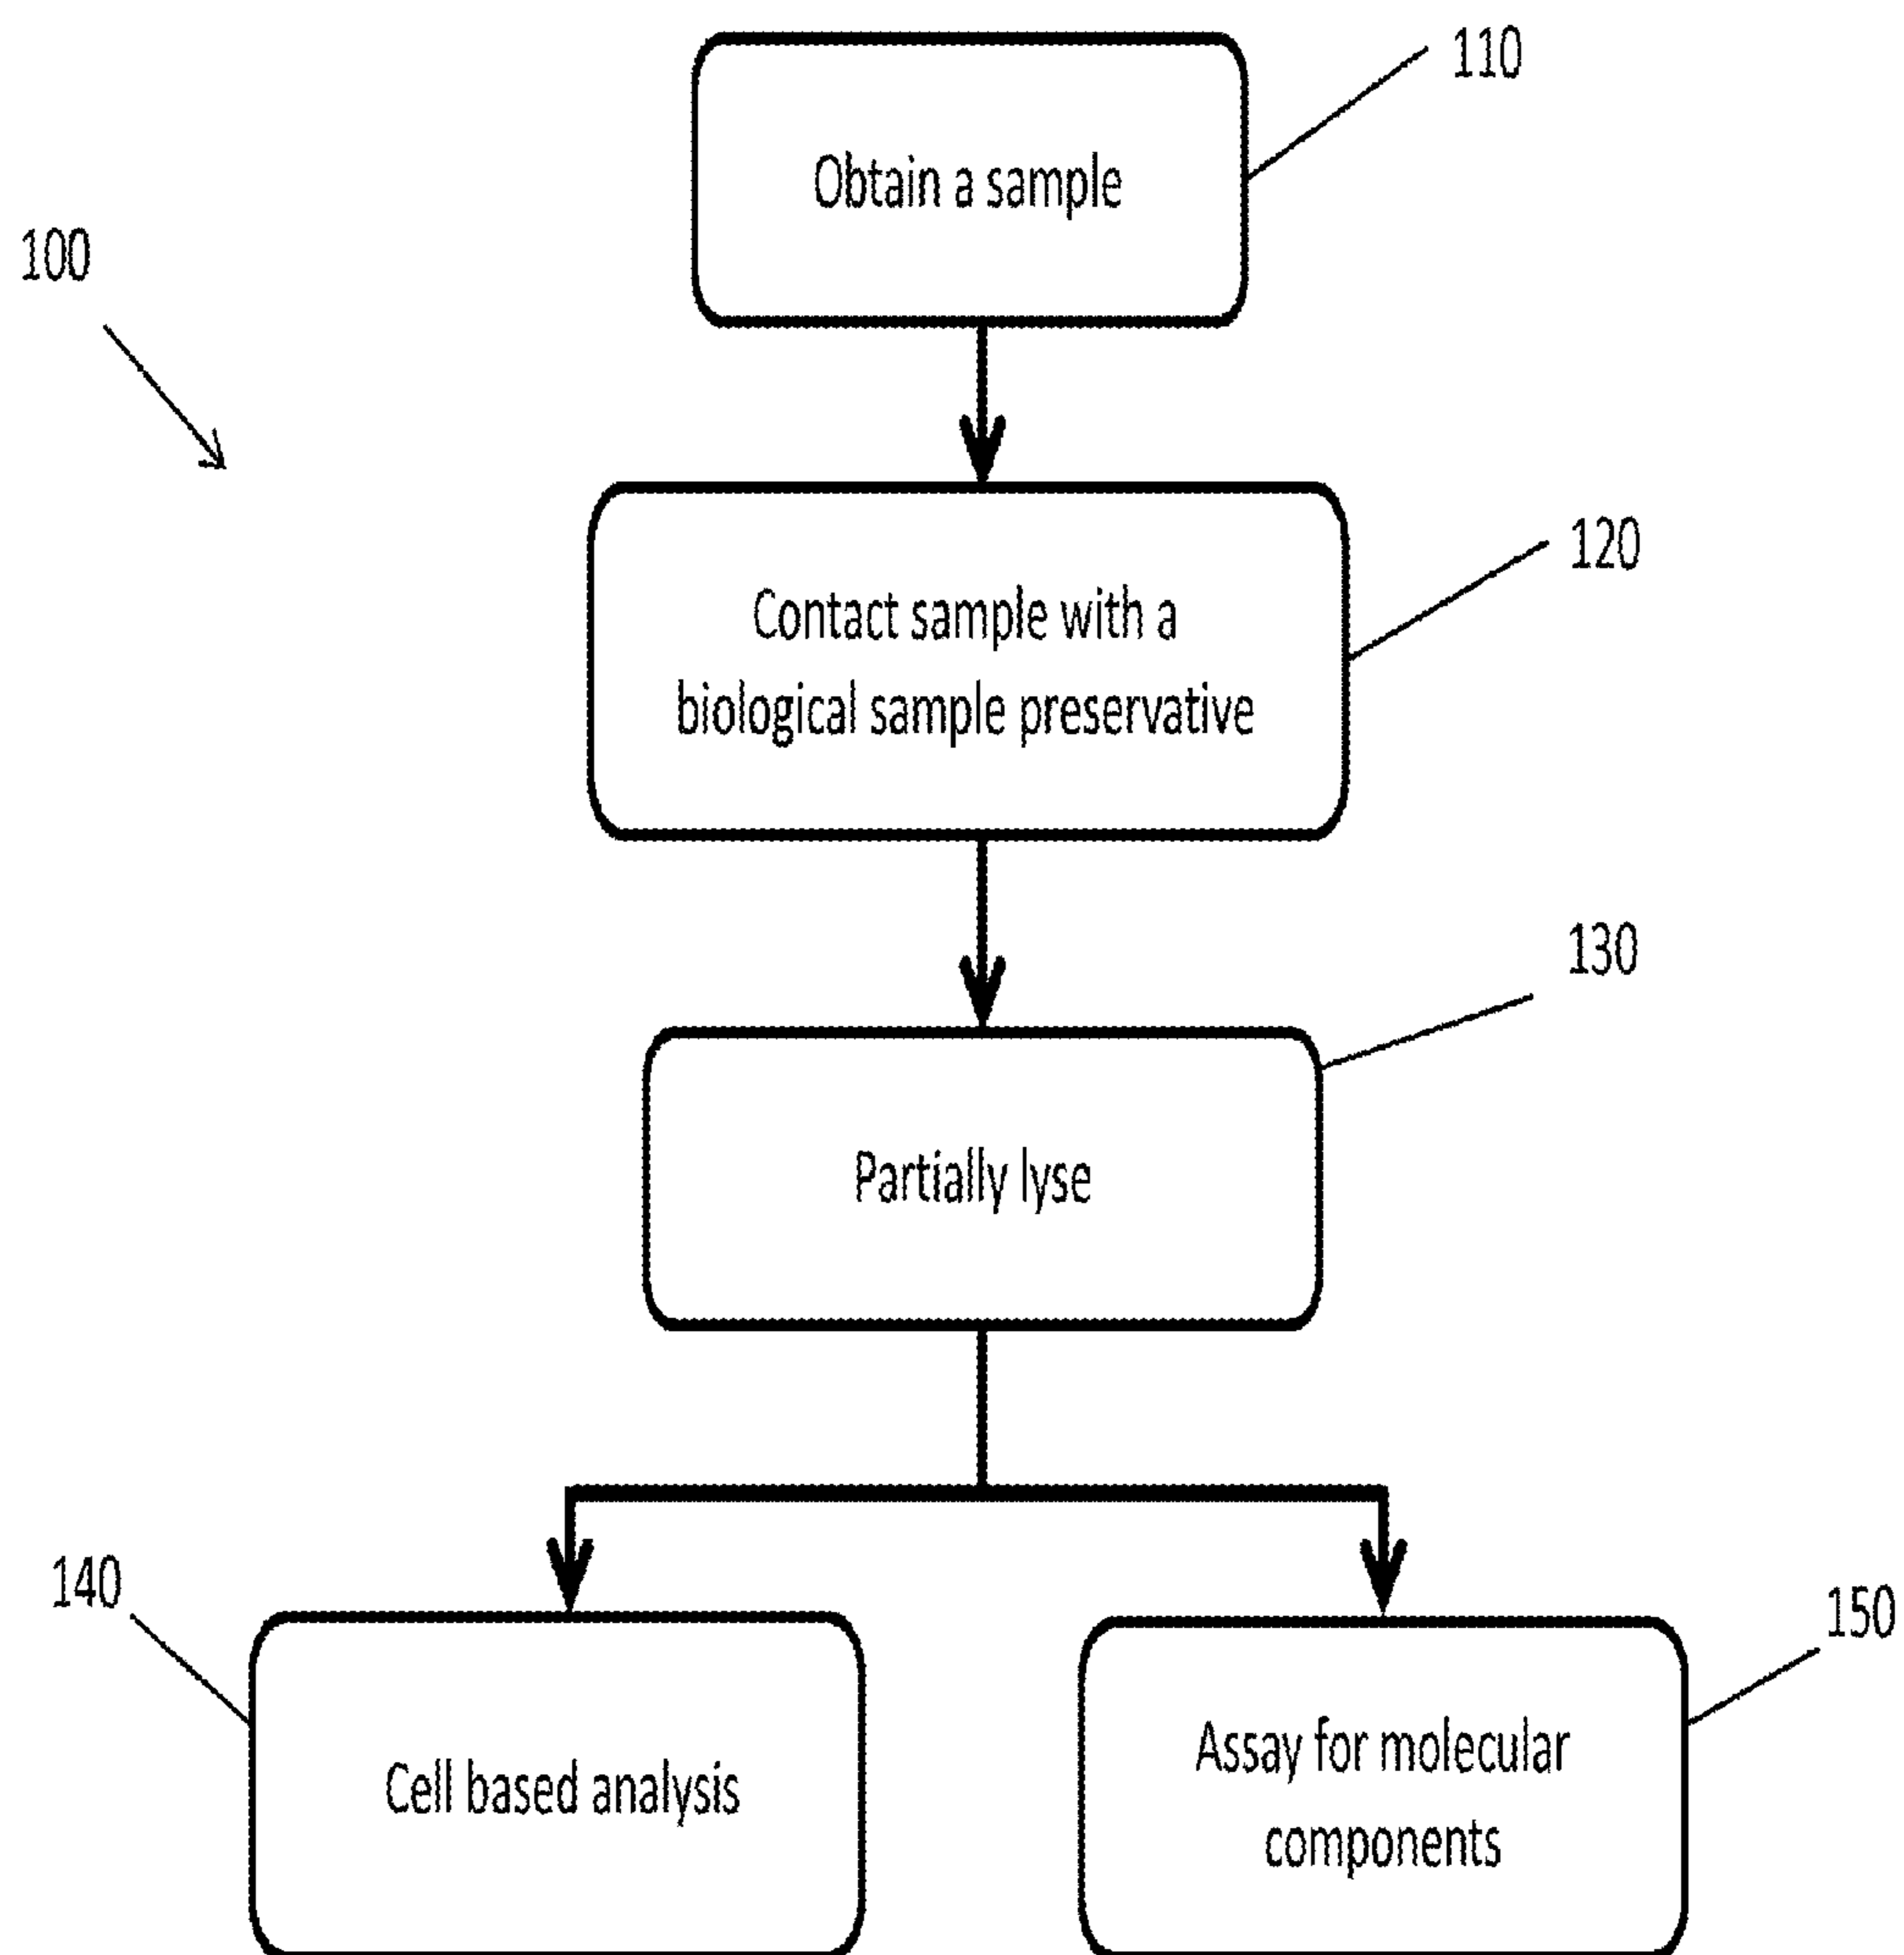 110
Obtain a sample
100
120
Contact sample with a
biological sample preservative
130
Partially lyse
140
150
Cell based analysis
Assay for molecular
components